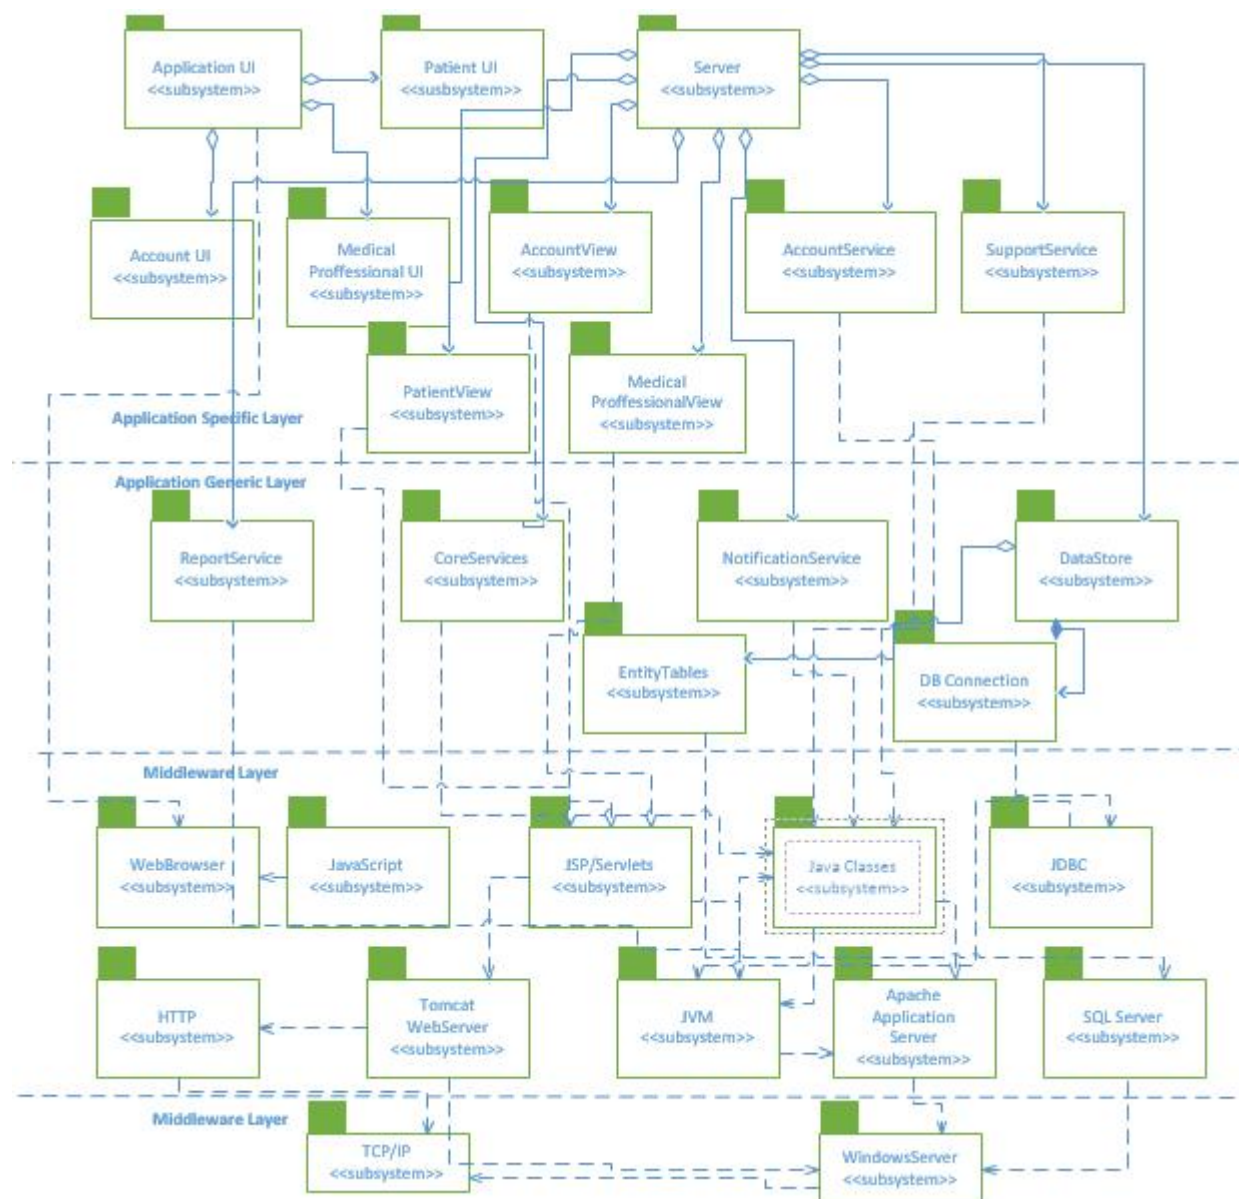 Application UI
<<subsystem>>
Patient UI
<<susbsystem>>
Server
<<subsystem>>
Account UI
<<subsystem>>
Medical
Proffessional UI
<<subsystem>>
AccountView
<<subsystem>>
AccountService
<<subsystem>>
SupportService
<<subsystem>>
PatientView
<<subsystem>>
Medical
ProffessionalView
<<subsystem>>
Application Specific Layer
Application Generic Layer
ReportService
<<subsystem>>
CoreServices
<<subsystem>>
NotificationService
<<subsystem>>
DataStore
<<subsystem>>
EntityTables
<<subsystem>>
DB Connection
<<subsystem>>
Middleware Layer
WebBrowser
<<subsystem>>
JavaScript
<<subsystem>>
JSP/Servlets
<<subsystem>>
Java Classes
<<subsystem>>
JDBC
<<subsystem>>
HTTP
<<subsystem>>
Tomcat
WebServer
<<subsystem>>
JVM
<<subsystem>>
Apache
Application
Server
<<subsystem>>
SQL Server
<<subsystem>>
Middleware Layer
TCP/IP
<<subsystem>>
WindowsServer
<<subsystem>>